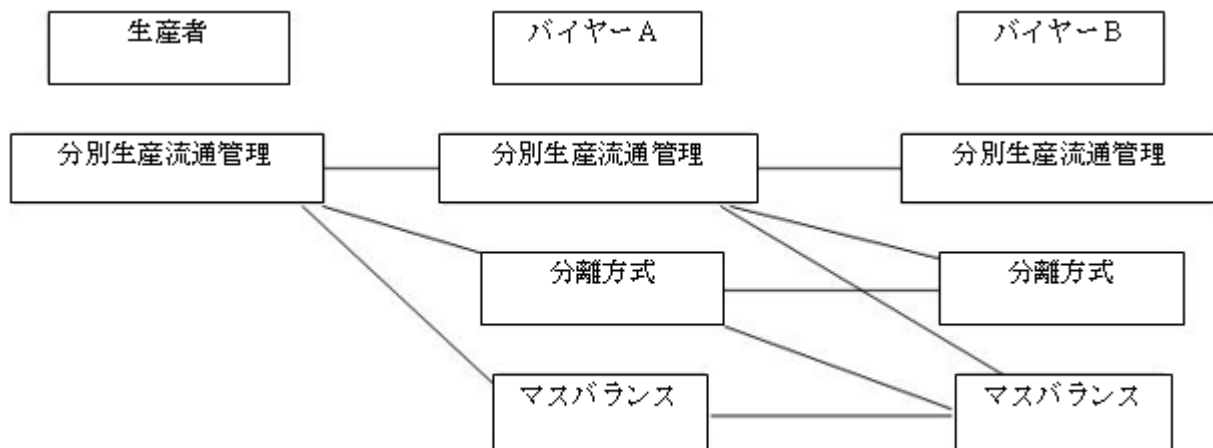 生産者
バイヤーA
バイヤーB
分別生産流通管理
分別生産流通管理
分別生産流通管理
分離方式
分離方式
マスバランス
マスバランス